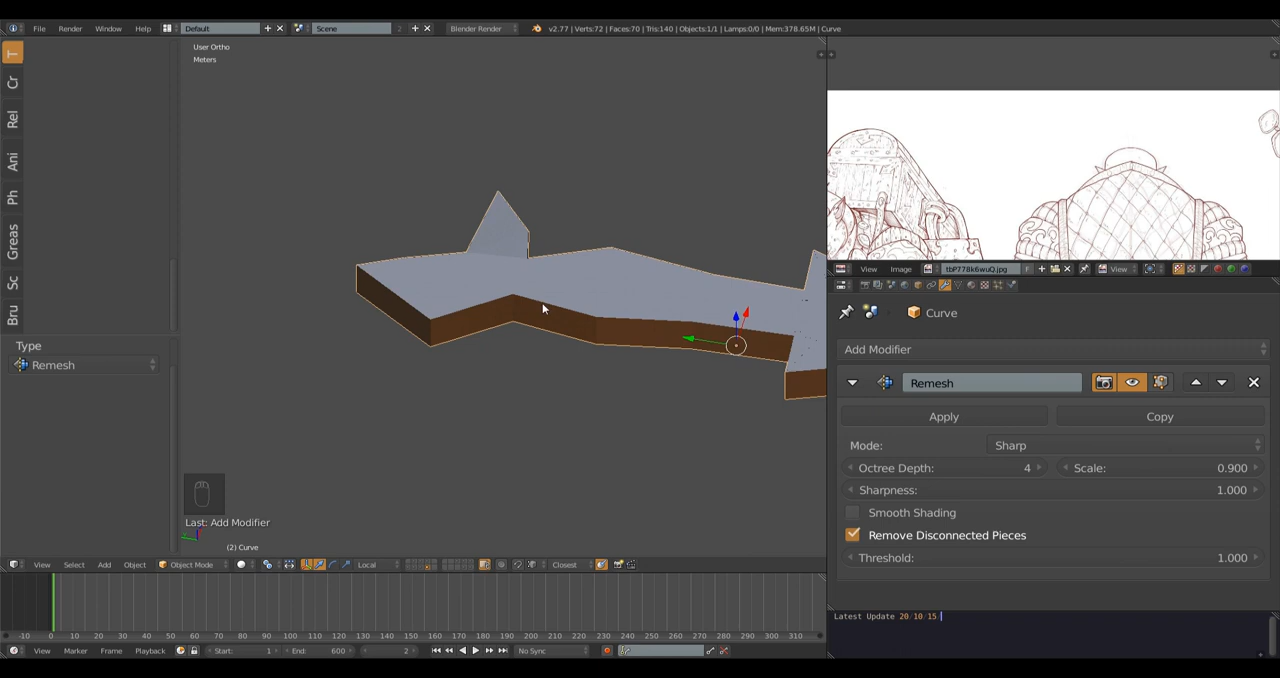 File Render Window Help Default Scene 2 Blender Render v2.77 | Verts:72 | Faces:70 | Tris:140 | Objects:1/1 | Lamps:0/0 | Mem:378.65M | Curve
User Ortho
Meters
T
Cr
Rel
Ani
Ph
Greas
Sc
Bru
Type
Remesh
Last: Add Modifier
(2) Curve
View Select Add Object Object Mode Local Closest
-10 0 10 20 30 40 50 60 70 80 90 100 110 120 130 140 150 160 170 180 190 200 210 220 230 240 250 260 270 280 290 300 310
View Marker Frame Playback Start: 1 End: 600 2 No Sync
View Image tbP778k6wuQ.jpg F View
Curve
Add Modifier
Remesh
Apply Copy
Mode: Sharp
Octree Depth: 4 Scale: 0.900
Sharpness: 1.000
Smooth Shading
Remove Disconnected Pieces
Threshold: 1.000
Latest Update 20/10/15